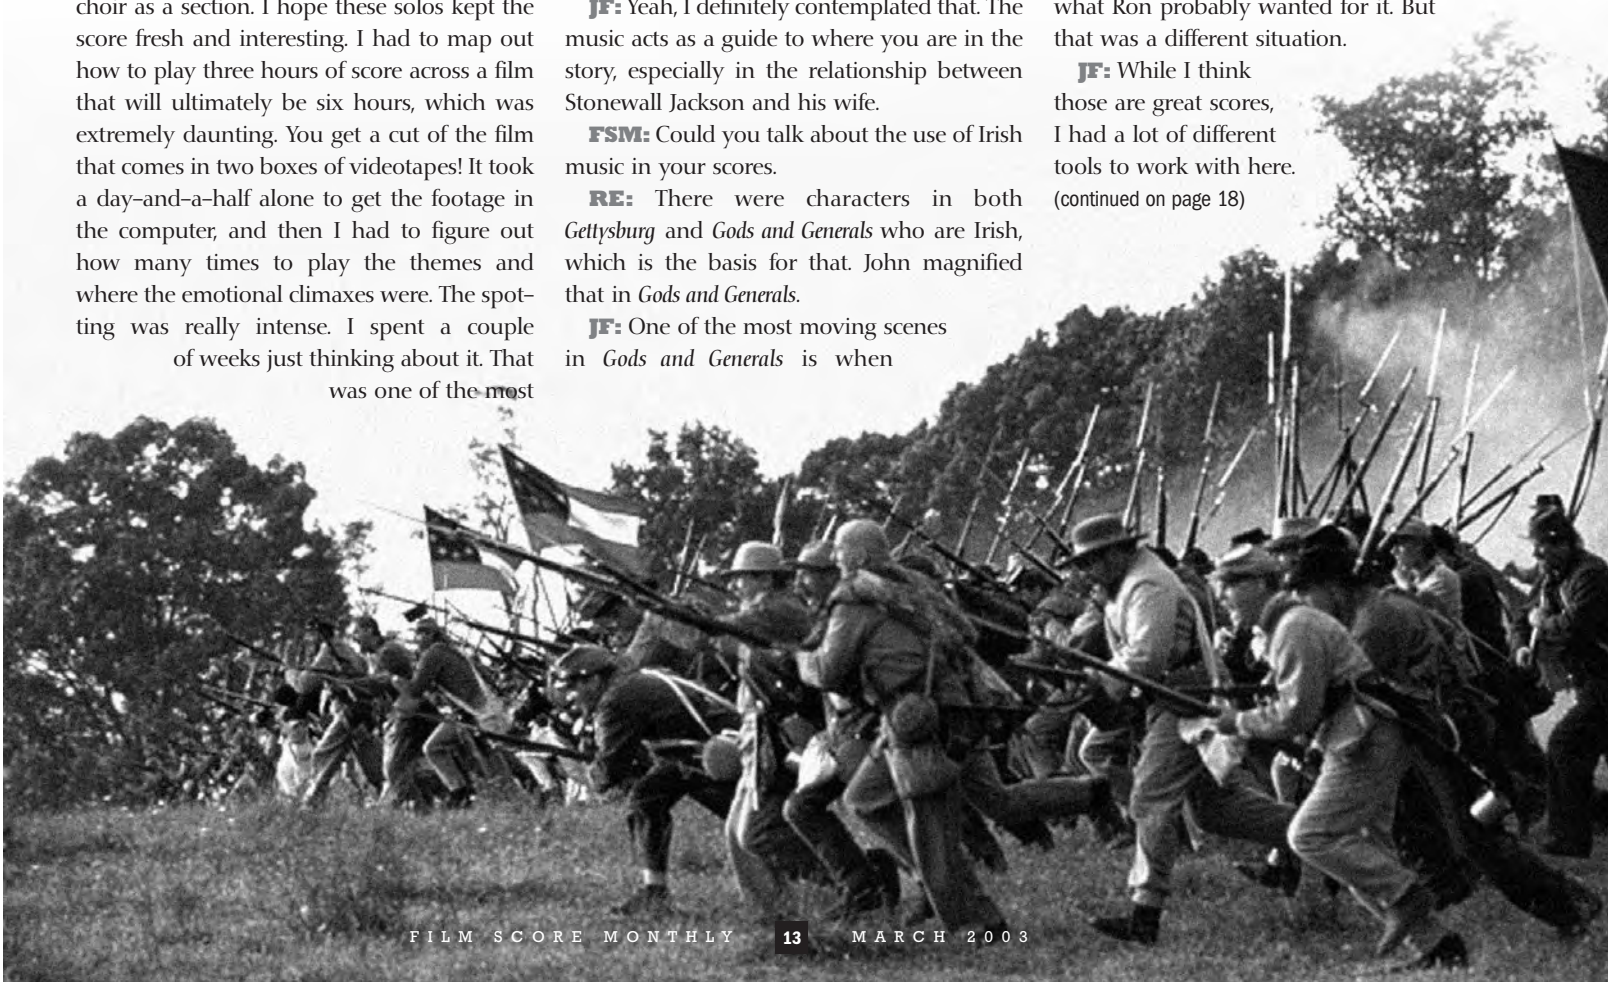 choir as a section. I hope these solos kept the
score fresh and interesting. I had to map out
how to play three hours of score across a film
that will ultimately be six hours, which was
extremely daunting. You get a cut of the film
that comes in two boxes of videotapes! It took
a day–and–a–half alone to get the footage in
the computer, and then I had to figure out
how many times to play the themes and
where the emotional climaxes were. The spot–
ting was really intense. I spent a couple
of weeks just thinking about it. That
was one of the most
JF: Yeah, I definitely contemplated that. The
music acts as a guide to where you are in the
story, especially in the relationship between
Stonewall Jackson and his wife.
FSM: Could you talk about the use of Irish
music in your scores.
RE: There were characters in both
Gettysburg and Gods and Generals who are Irish,
which is the basis for that. John magnified
that in Gods and Generals.
JF: One of the most moving scenes
in Gods and Generals is when
what Ron probably wanted for it. But
that was a different situation.
JF: While I think
those are great scores,
I had a lot of different
tools to work with here.
(continued on page 18)
FILM SCORE MONTHLY 13 MARCH 2003